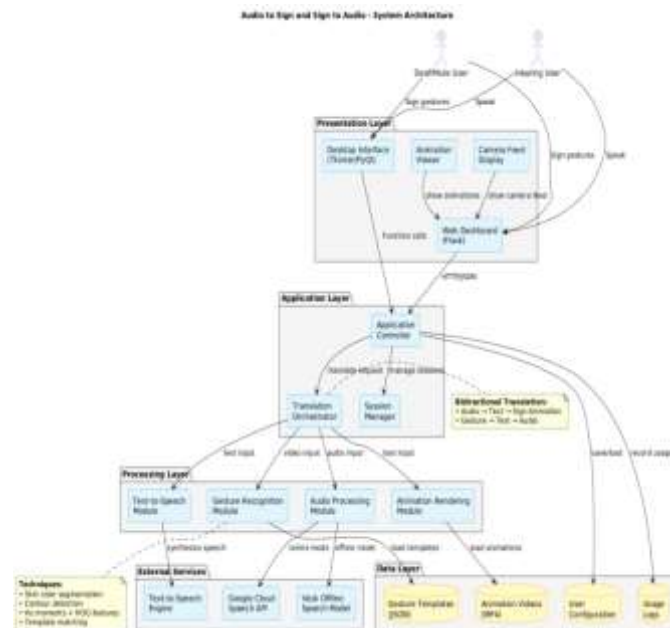 Audio to Sign and Sign to Audio - System Architecture
Deaf/Mute User
Hearing User
Sign gestures
Speak
Presentation Layer
Desktop Interface
(Tkinter/PyQt)
Animation
Viewer
Camera Feed
Display
Sign gestures
Speak
show animations
show camera feed
Web Dashboard
(Flask)
Function calls
HTTP/REST
Application Layer
Application
Controller
manage sessions
Translation
Orchestrator
Session
Manager
Bidirectional Translation:
• Audio → Text → Sign Animation
• Gesture → Text → Audio
text input
video input
audio input
text input
save/load
Processing Layer
Text-to-Speech
Module
Gesture Recognition
Module
Audio Processing
Module
Animation Rendering
Module
synthesize speech
online mode
offline mode
load templates
load animations
Techniques:
• Skin color segmentation
• Contour detection
• Hu moments + HOG features
• Template matching
External Services
Text-to-Speech
Engine
Google Cloud
Speech API
Vosk Offline
Speech Model
Data Layer
Gesture Templates
(JSON)
Animation Videos
(MP4)
User
Configuration
Usage
Logs